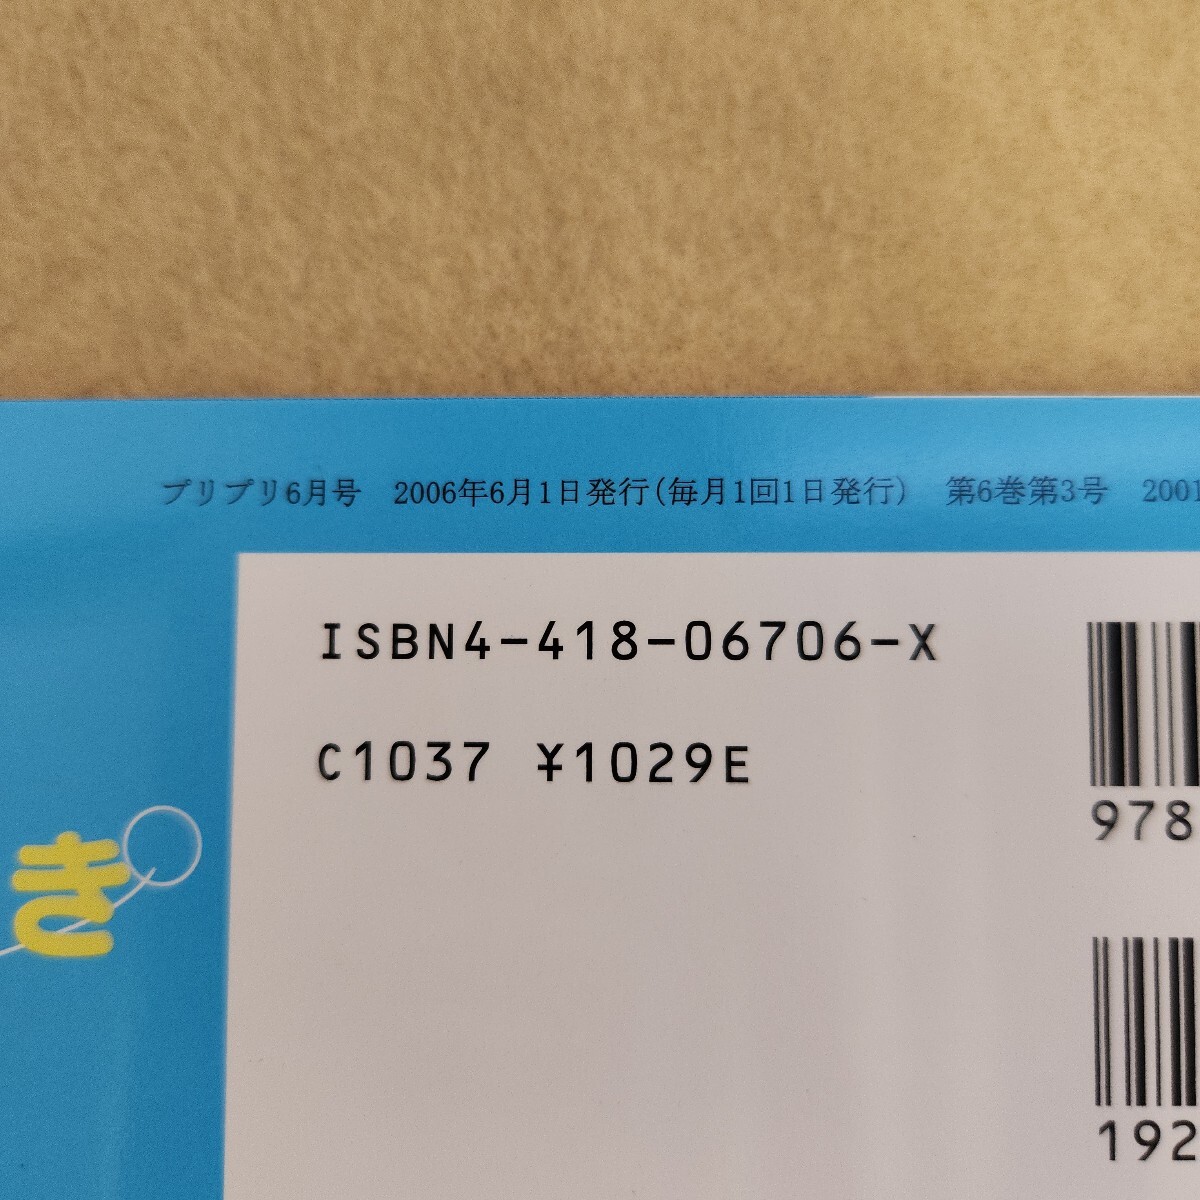 プリプリ6月号　2006年6月1日発行(毎月1回1日発行)　第6巻第3号　2001
ISBN4-418-06706-X
C1037 ¥1029E
978
き
192